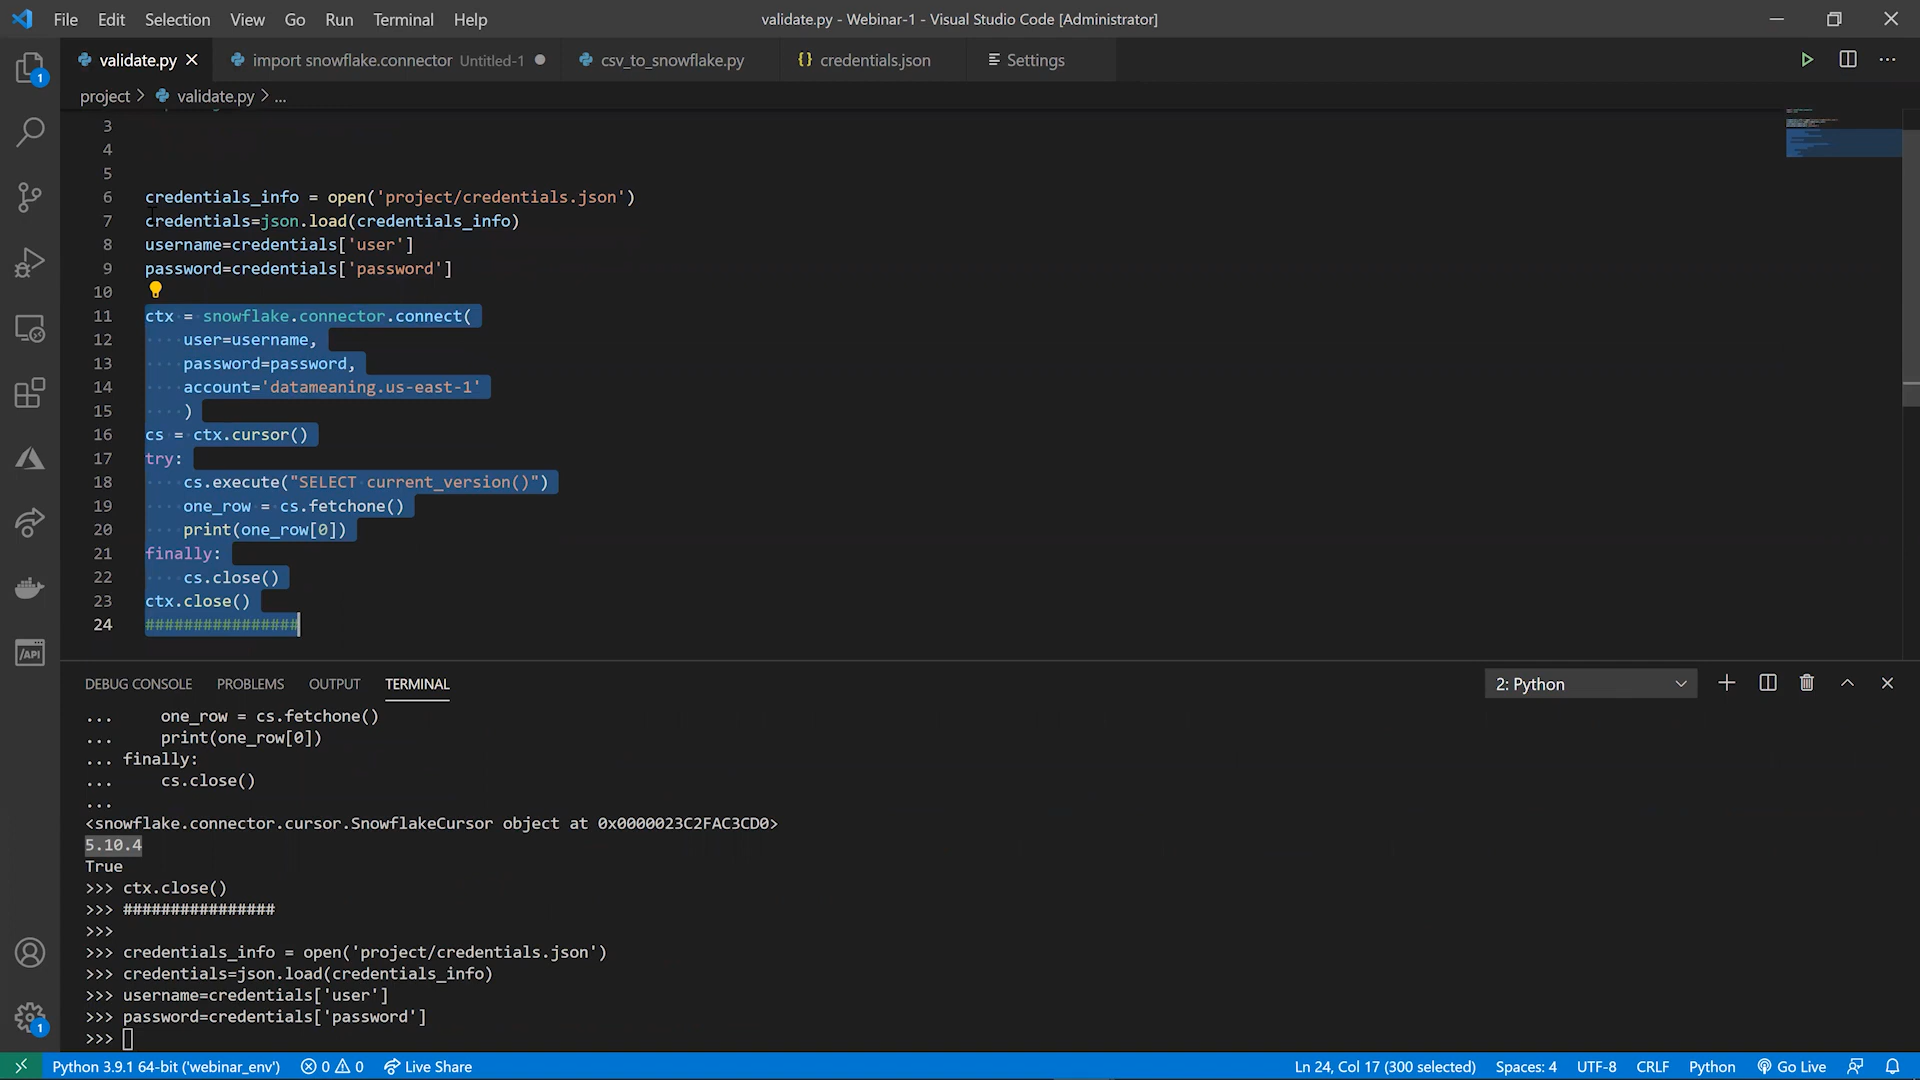 File Edit Selection View Go Run Terminal Help
validate.py - Webinar-1 - Visual Studio Code [Administrator]
validate.py import snowflake.connector Untitled-1 csv_to_snowflake.py {} credentials.json Settings
project > validate.py > ...
3
4
5
6 credentials_info = open('project/credentials.json')
7 credentials=json.load(credentials_info)
8 username=credentials['user']
9 password=credentials['password']
10
11 ctx = snowflake.connector.connect(
12 user=username,
13 password=password,
14 account='datameaning.us-east-1'
15 )
16 cs = ctx.cursor()
17 try:
18 cs.execute("SELECT current_version()")
19 one_row = cs.fetchone()
20 print(one_row[0])
21 finally:
22 cs.close()
23 ctx.close()
24 ################
DEBUG CONSOLE PROBLEMS OUTPUT TERMINAL 2: Python
... one_row = cs.fetchone()
... print(one_row[0])
... finally:
... cs.close()
...
<snowflake.connector.cursor.SnowflakeCursor object at 0x0000023C2FAC3CD0>
5.10.4
True
>>> ctx.close()
>>> ################
>>>
>>> credentials_info = open('project/credentials.json')
>>> credentials=json.load(credentials_info)
>>> username=credentials['user']
>>> password=credentials['password']
>>>
1
/API
1
Python 3.9.1 64-bit ('webinar_env') 0 0 Live Share Ln 24, Col 17 (300 selected) Spaces: 4 UTF-8 CRLF Python Go Live